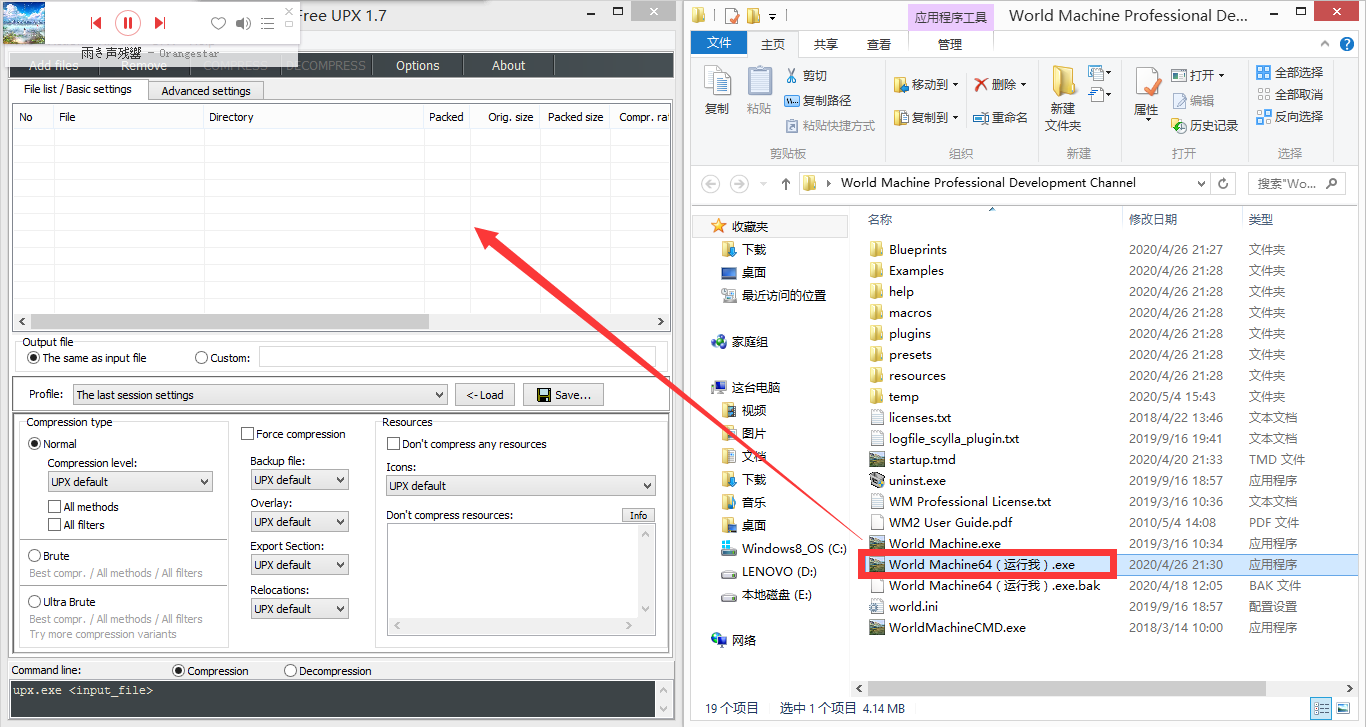 Free UPX 1.7
雨き声残響 - Orangestar
Add files
Remove
COMPRESS
DECOMPRESS
Options
About
File list / Basic settings
Advanced settings
No
File
Directory
Packed
Orig. size
Packed size
Compr. rat
Output file
The same as input file
Custom:
Profile:
The last session settings
<- Load
Save...
Compression type
Normal
Compression level:
UPX default
All methods
All filters
Brute
Best compr. / All methods / All filters
Ultra Brute
Best compr. / All methods / All filters
Try more compression variants
Force compression
Backup file:
UPX default
Overlay:
UPX default
Export Section:
UPX default
Relocations:
UPX default
Resources
Don't compress any resources
Icons:
UPX default
Don't compress resources:
Info
Command line:
Compression
Decompression
upx.exe <input_file>
应用程序工具
World Machine Professional De...
文件
主页
共享
查看
管理
复制
粘贴
剪切
复制路径
粘贴快捷方式
剪贴板
移动到
复制到
删除
重命名
组织
新建
文件夹
新建
属性
打开
编辑
历史记录
打开
全部选择
全部取消
反向选择
选择
World Machine Professional Development Channel
搜索"Wo...
收藏夹
下载
桌面
最近访问的位置
家庭组
这台电脑
视频
图片
文档
下载
音乐
桌面
Windows8_OS (C:)
LENOVO (D:)
本地磁盘 (E:)
网络
名称
修改日期
类型
Blueprints 2020/4/26 21:27 文件夹
Examples 2020/4/26 21:28 文件夹
help 2020/4/26 21:28 文件夹
macros 2020/4/26 21:28 文件夹
plugins 2020/4/26 21:28 文件夹
presets 2020/4/26 21:28 文件夹
resources 2020/4/26 21:28 文件夹
temp 2020/5/4 15:43 文件夹
licenses.txt 2018/4/22 13:46 文本文档
logfile_scylla_plugin.txt 2019/9/16 19:41 文本文档
startup.tmd 2020/4/20 21:33 TMD 文件
uninst.exe 2019/9/16 18:57 应用程序
WM Professional License.txt 2019/3/16 10:36 文本文档
WM2 User Guide.pdf 2010/5/4 14:08 PDF 文件
World Machine.exe 2019/3/16 10:34 应用程序
World Machine64（运行我）.exe 2020/4/26 21:30 应用程序
World Machine64（运行我）.exe.bak 2020/4/18 12:05 BAK 文件
world.ini 2019/9/16 18:57 配置设置
WorldMachineCMD.exe 2018/3/14 10:00 应用程序
19 个项目
选中 1 个项目 4.14 MB